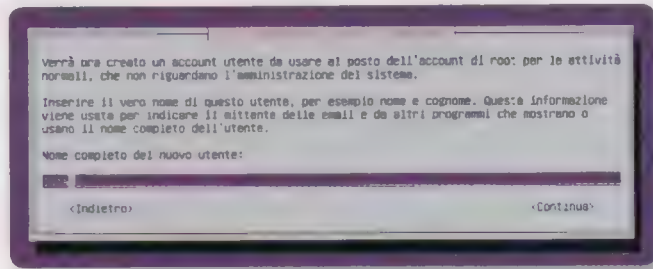 Verrà ora creato un account utente da usare al posto dell'account di root per le attività
normali, che non riguardano l'amministrazione del sistema.
Inserire il vero nome di questo utente, per esempio nome e cognome. Questa informazione
viene usata per indicare il mittente delle email e da altri programmi che mostrano o
usano il nome completo dell'utente.
Nome completo del nuovo utente:
<Indietro>
<Continua>